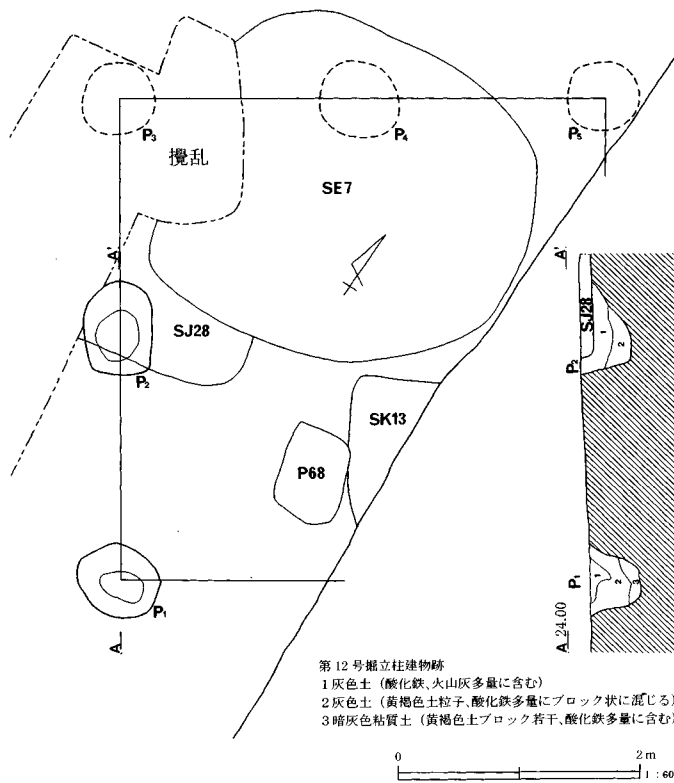 P3
P4
P5
攪乱
SE7
A'
A'
SJ28
SJ28
1
2
P2
P2
SK13
P68
P1
P1
1
2
3
A
A 24.00
第12号掘立柱建物跡
1 灰色土 (酸化鉄、火山灰多量に含む)
2 灰色土 (黄褐色土粒子、酸化鉄多量にブロック状に混じる)
3 暗灰色粘質土 (黄褐色土ブロック若干、酸化鉄多量に含む)
0 2m
1:60